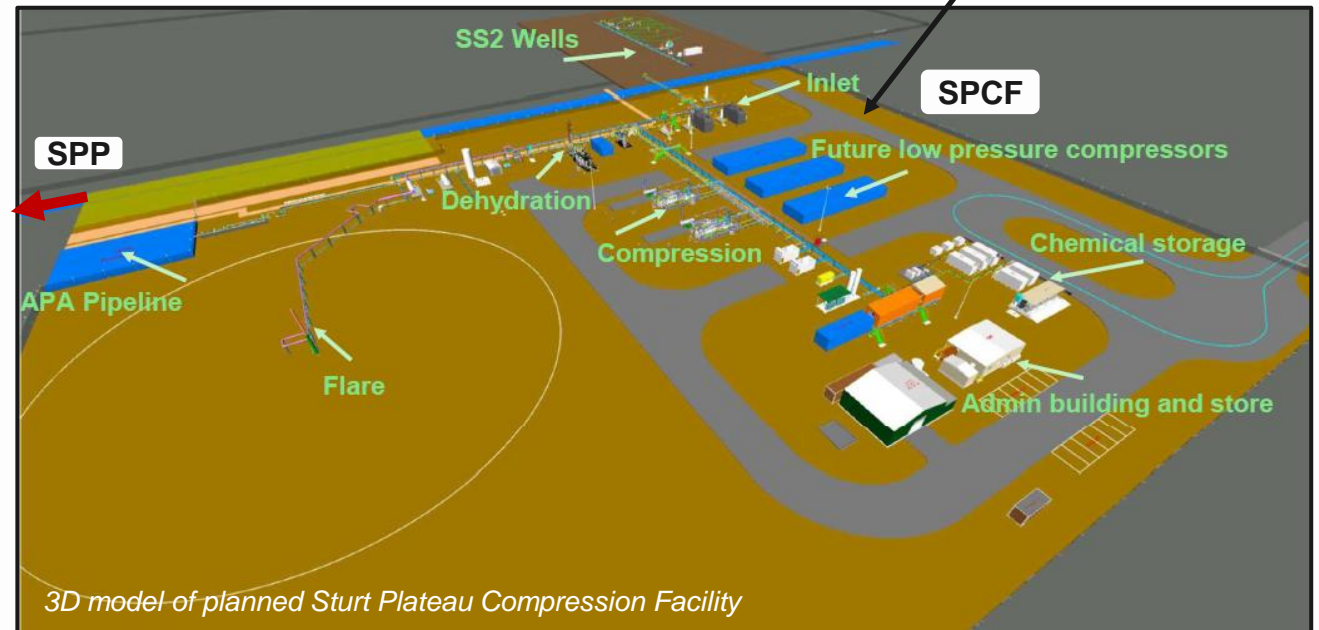 SS2 Wells
Inlet
SPCF
SPP
Future low pressure compressors
Dehydration
Compression
Chemical storage
APA Pipeline
Flare
Admin building and store
3D model of planned Sturt Plateau Compression Facility